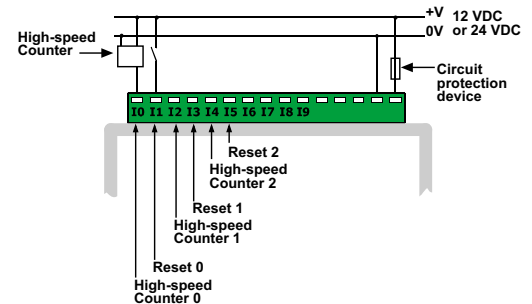 +V 12 VDC
0V or 24 VDC
High-speed
Counter
Circuit
protection
device
I0 I1 I2 I3 I4 I5 I6 I7 I8 I9
Reset 2
High-speed
Counter 2
Reset 1
High-speed
Counter 1
Reset 0
High-speed
Counter 0